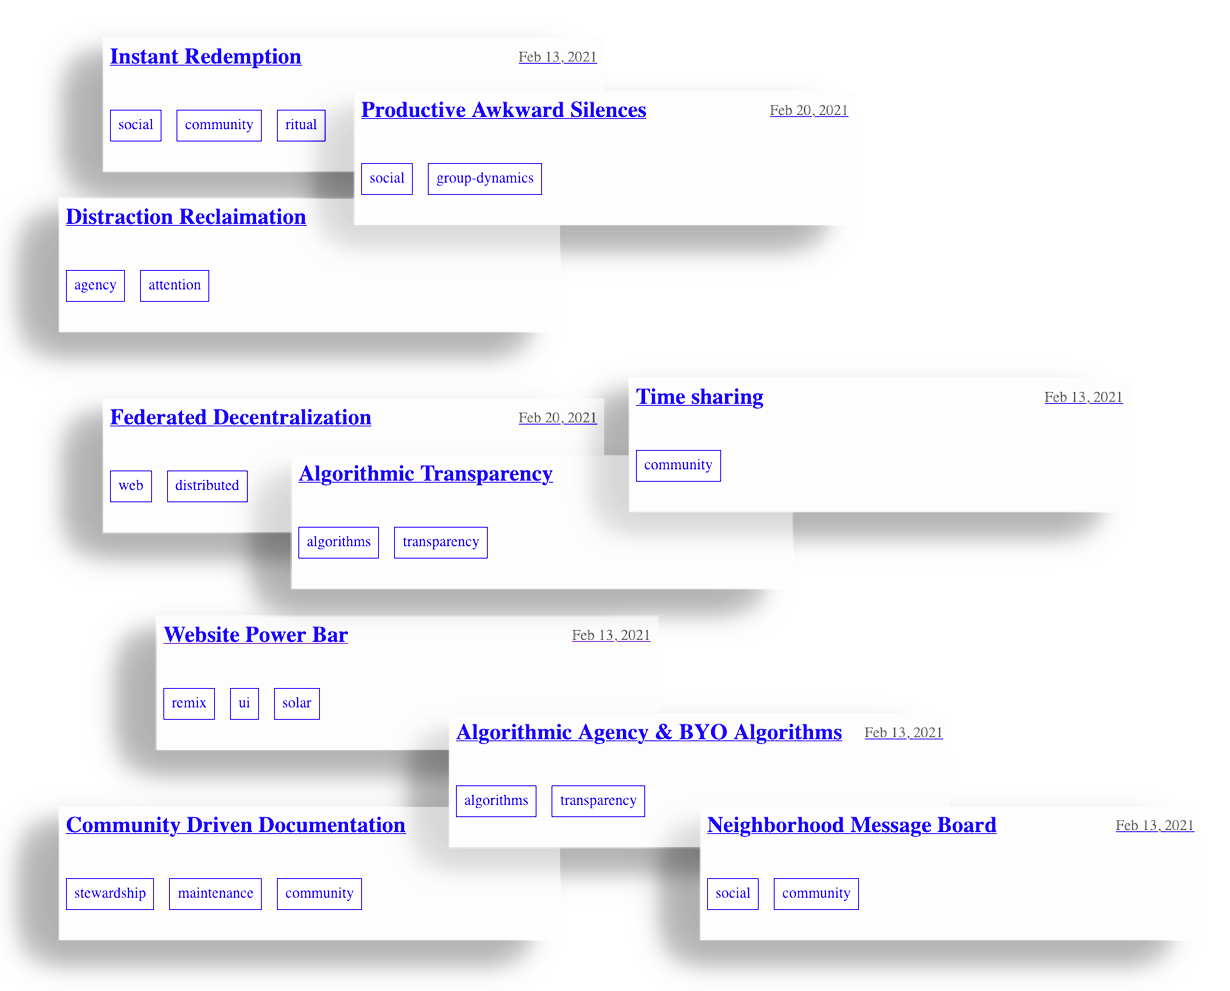 Instant Redemption Feb 13, 2021
social community ritual
Productive Awkward Silences Feb 20, 2021
social group-dynamics
Distraction Reclaimation
agency attention
Federated Decentralization Feb 20, 2021
web distributed
Time sharing Feb 13, 2021
community
Algorithmic Transparency
algorithms transparency
Website Power Bar Feb 13, 2021
remix ui solar
Algorithmic Agency & BYO Algorithms Feb 13, 2021
algorithms transparency
Community Driven Documentation
stewardship maintenance community
Neighborhood Message Board Feb 13, 2021
social community